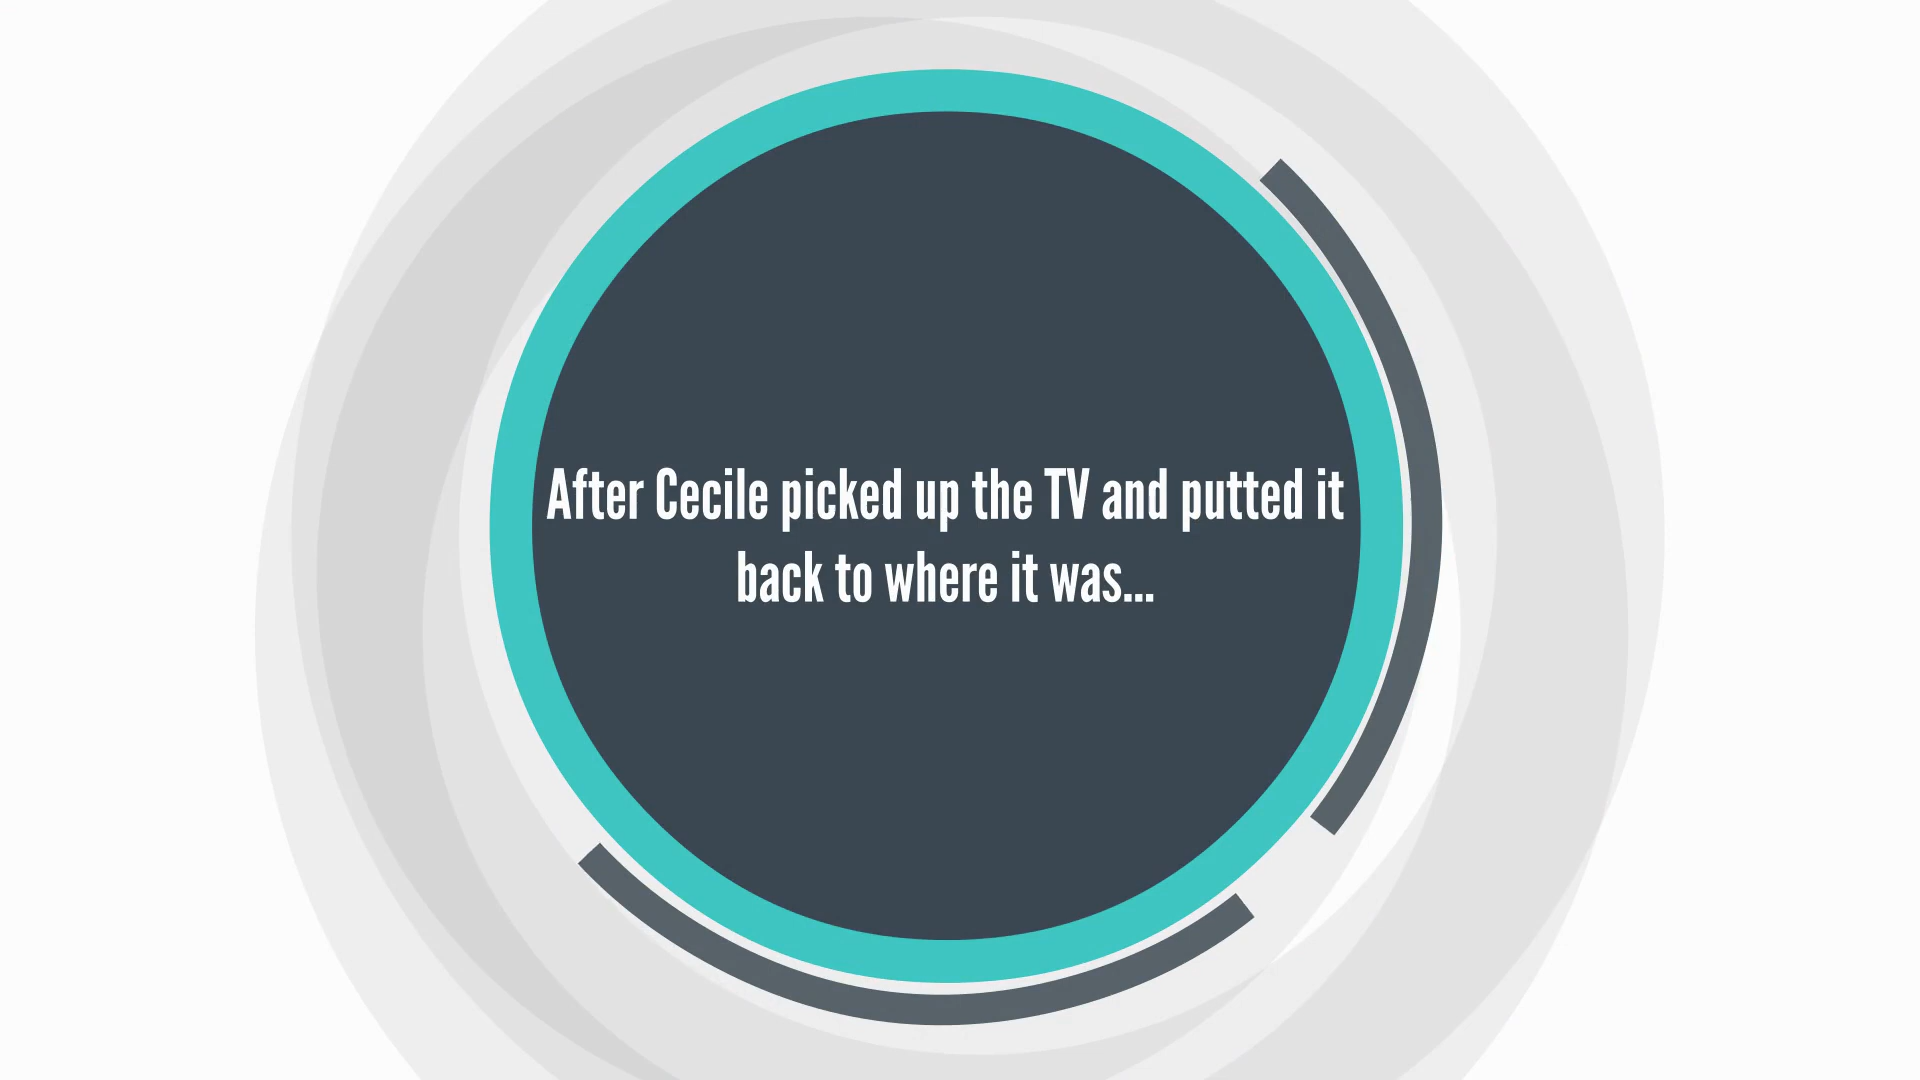 After Cecile picked up the TV and putted it
back to where it was...